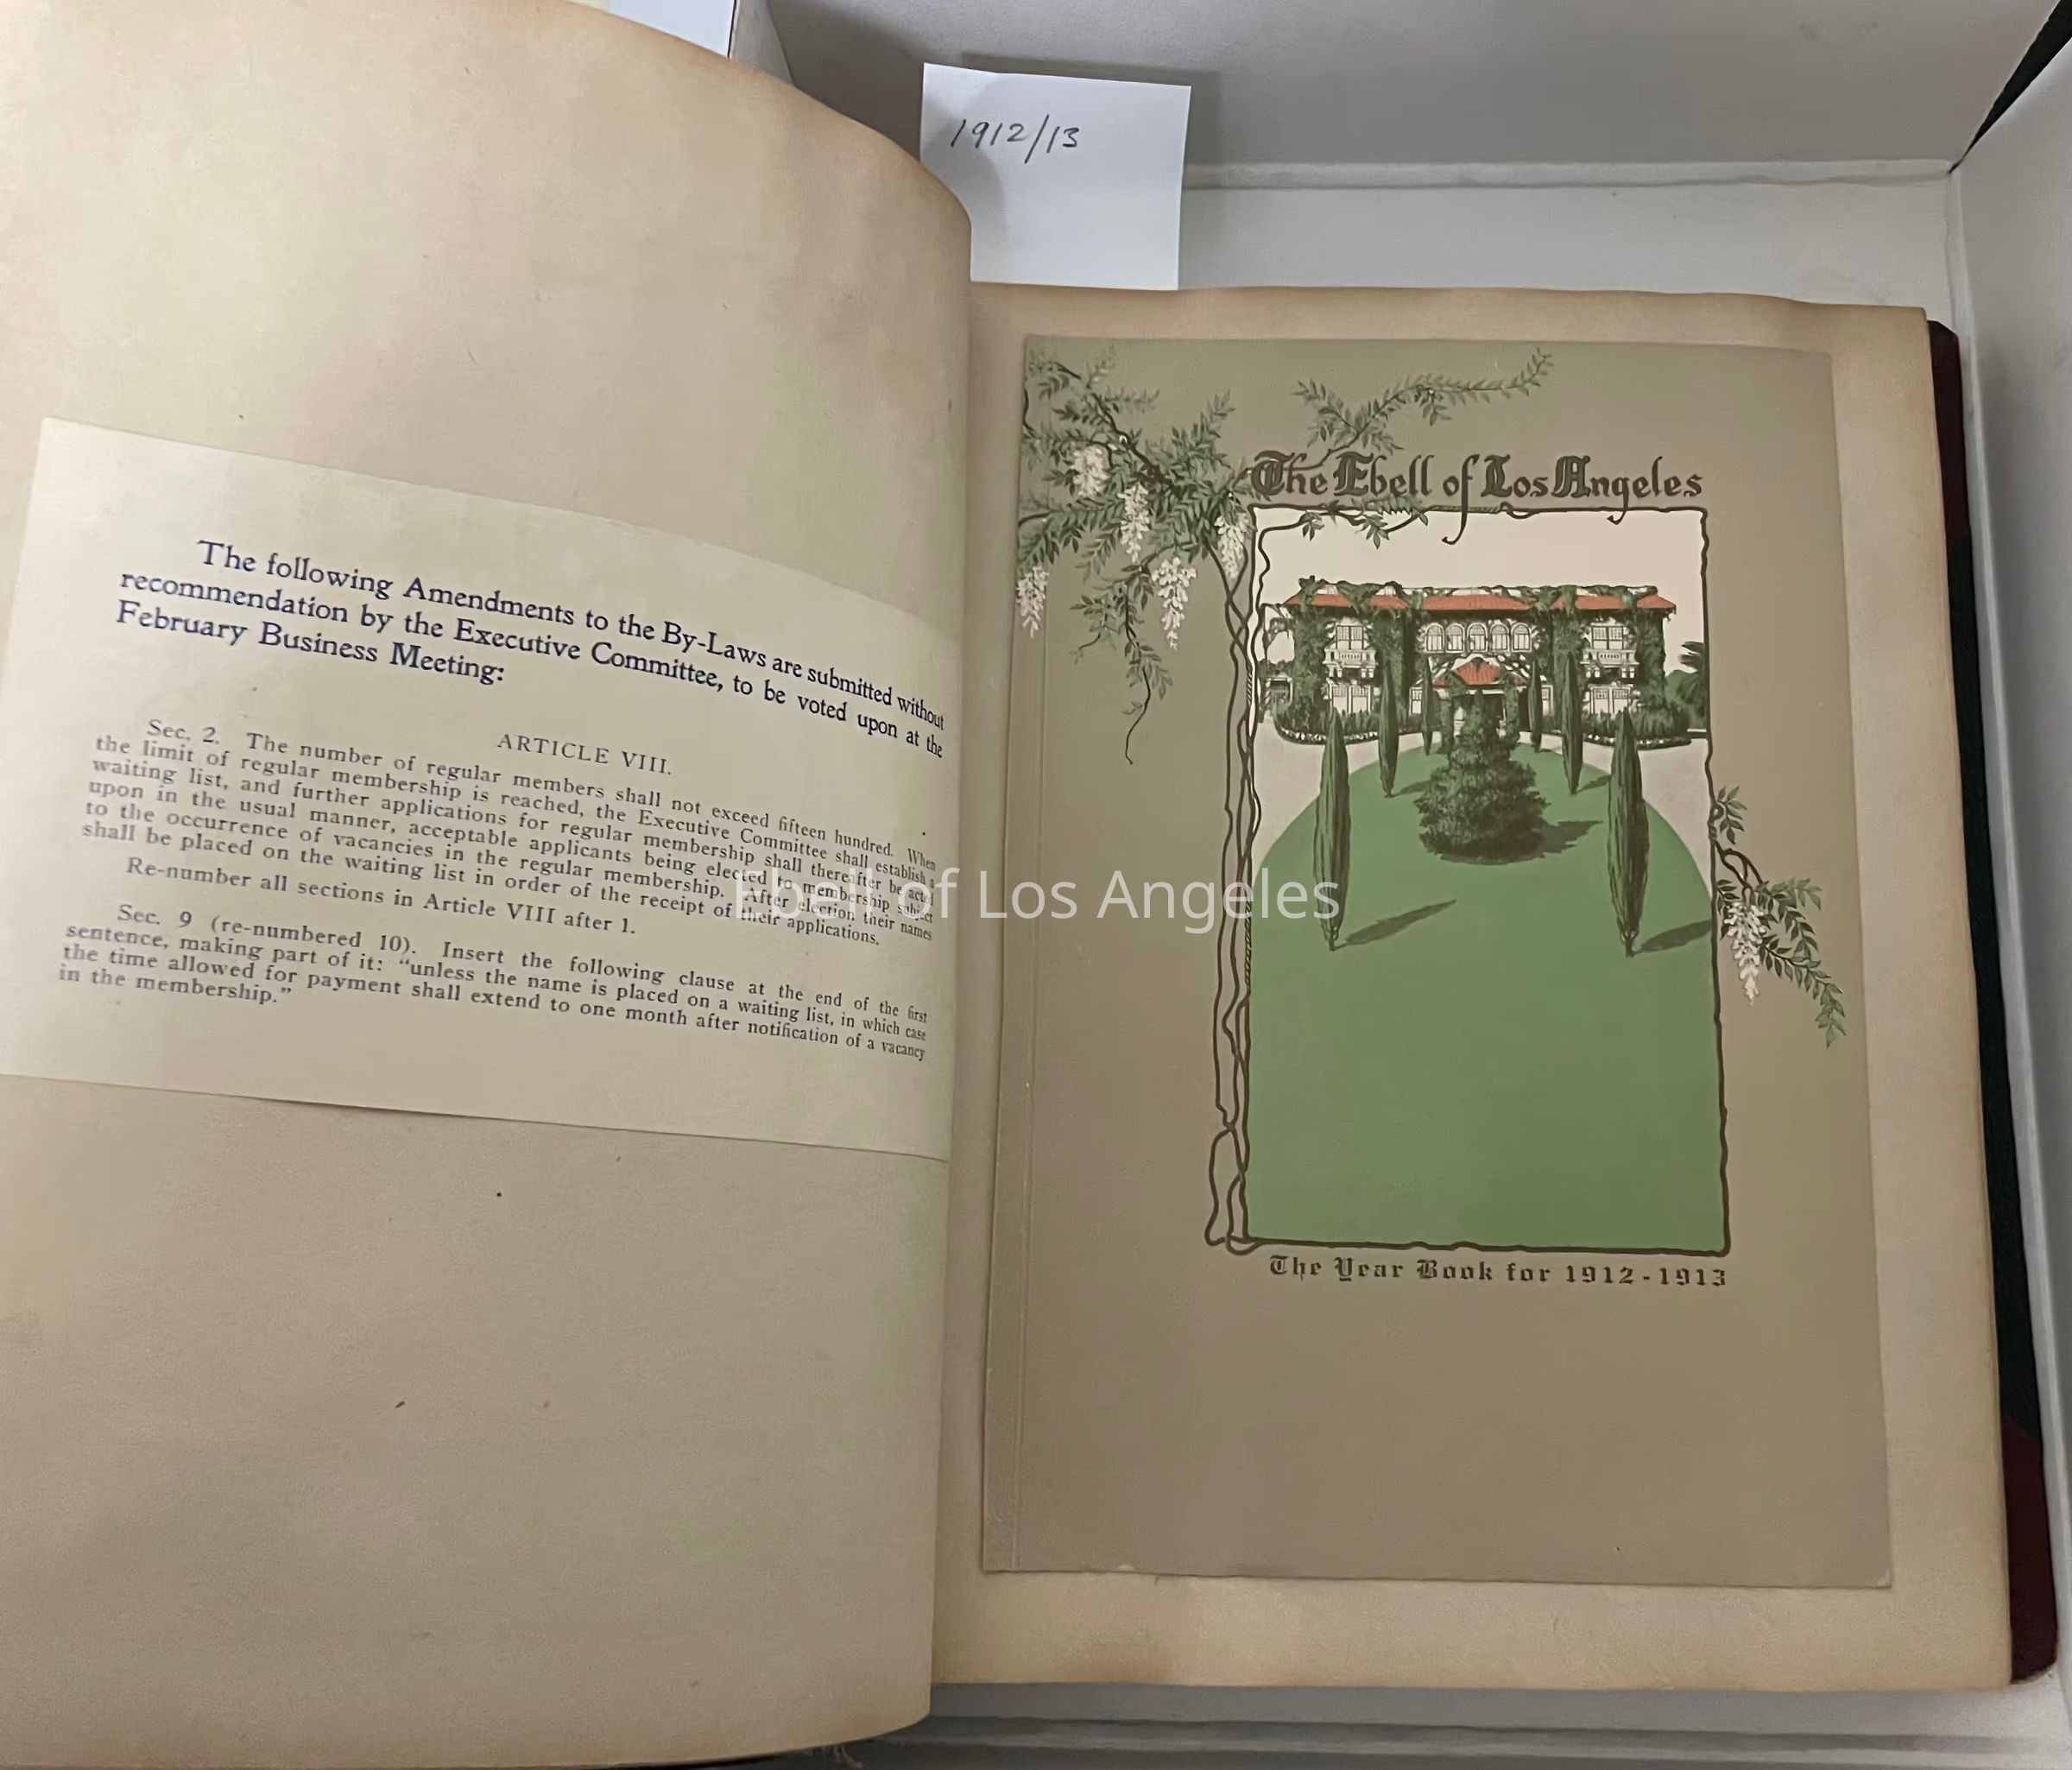 1912/13
The following Amendments to the By-Laws are submitted without
recommendation by the Executive Committee, to be voted upon at the
February Business Meeting:
ARTICLE VIII.
Sec. 2. The number of regular members shall not exceed fifteen hundred. When
the limit of regular membership is reached, the Executive Committee shall establish a
waiting list, and further applications for regular membership shall thereafter be acted
upon in the usual manner, acceptable applicants being elected to membership subject
to the occurrence of vacancies in the regular membership. After election their names
shall be placed on the waiting list in order of the receipt of their applications.
Re-number all sections in Article VIII after 1.
Sec. 9 (re-numbered 10). Insert the following clause at the end of the first
sentence, making part of it: “unless the name is placed on a waiting list, in which case
the time allowed for payment shall extend to one month after notification of a vacancy
in the membership.”
The Ebell of Los Angeles
The Year Book for 1912-1913
Ebell of Los Angeles